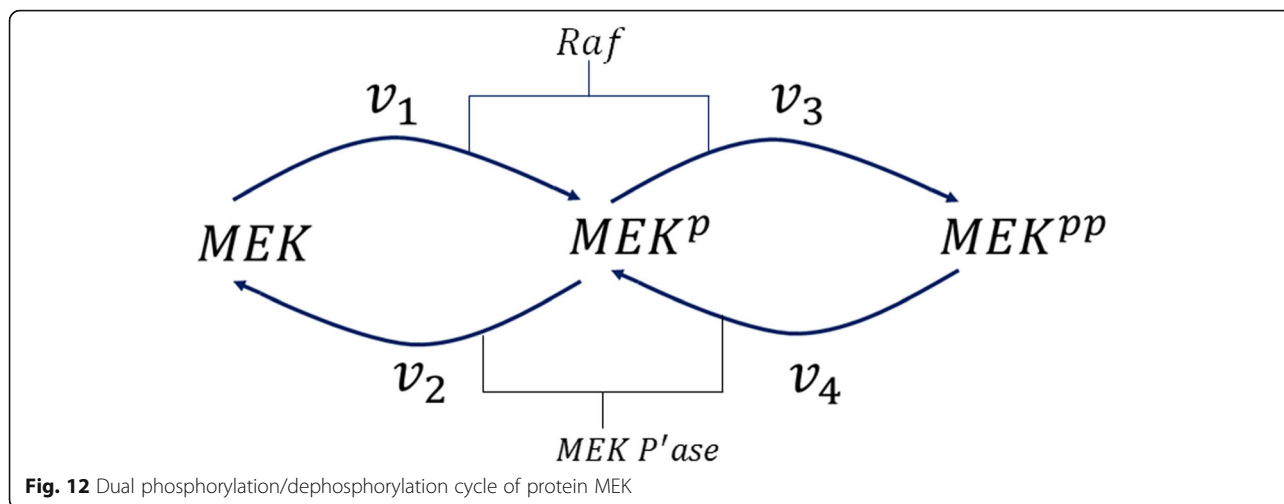 Raf
v₁ v₃
MEK MEKᵖ MEKᵖᵖ
v₂ v₄
MEK P'ase
Fig. 12 Dual phosphorylation/dephosphorylation cycle of protein MEK